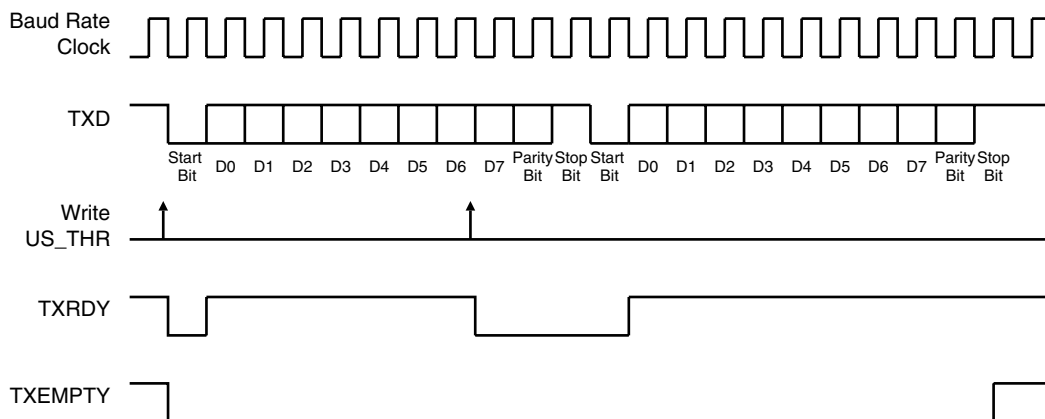 Baud Rate
Clock
TXD
Start
Bit
D0
D1
D2
D3
D4
D5
D6
D7
Parity
Bit
Stop
Bit
Start
Bit
D0
D1
D2
D3
D4
D5
D6
D7
Parity
Bit
Stop
Bit
Write
US_THR
TXRDY
TXEMPTY